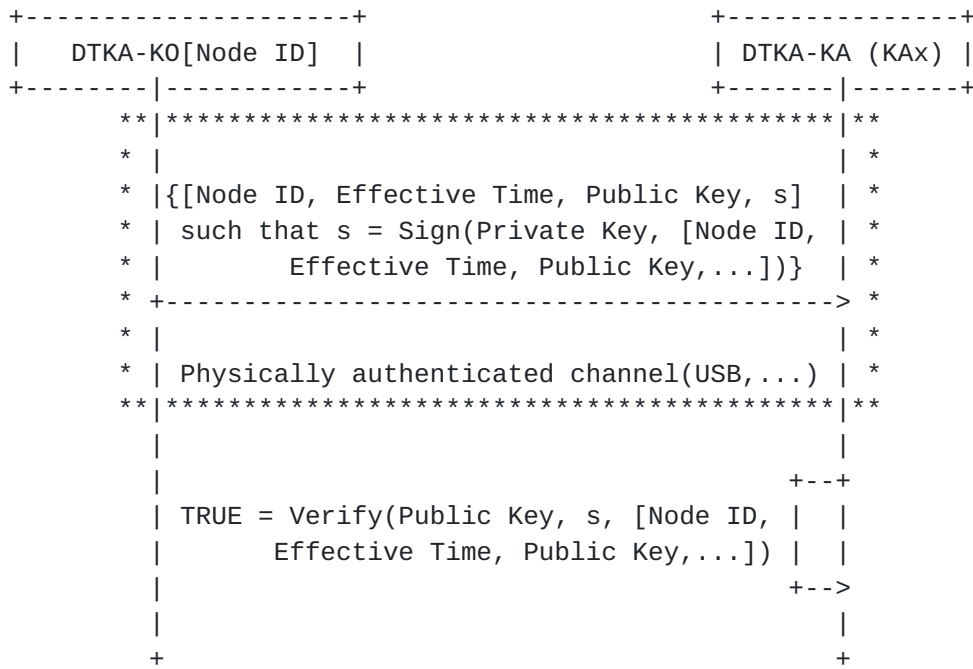 DTKA-KO[Node ID] DTKA-KA (KAx)
{[Node ID, Effective Time, Public Key, s]
such that s = Sign(Private Key, [Node ID,
Effective Time, Public Key,...])}
Physically authenticated channel(USB,...)
TRUE = Verify(Public Key, s, [Node ID,
Effective Time, Public Key,...])